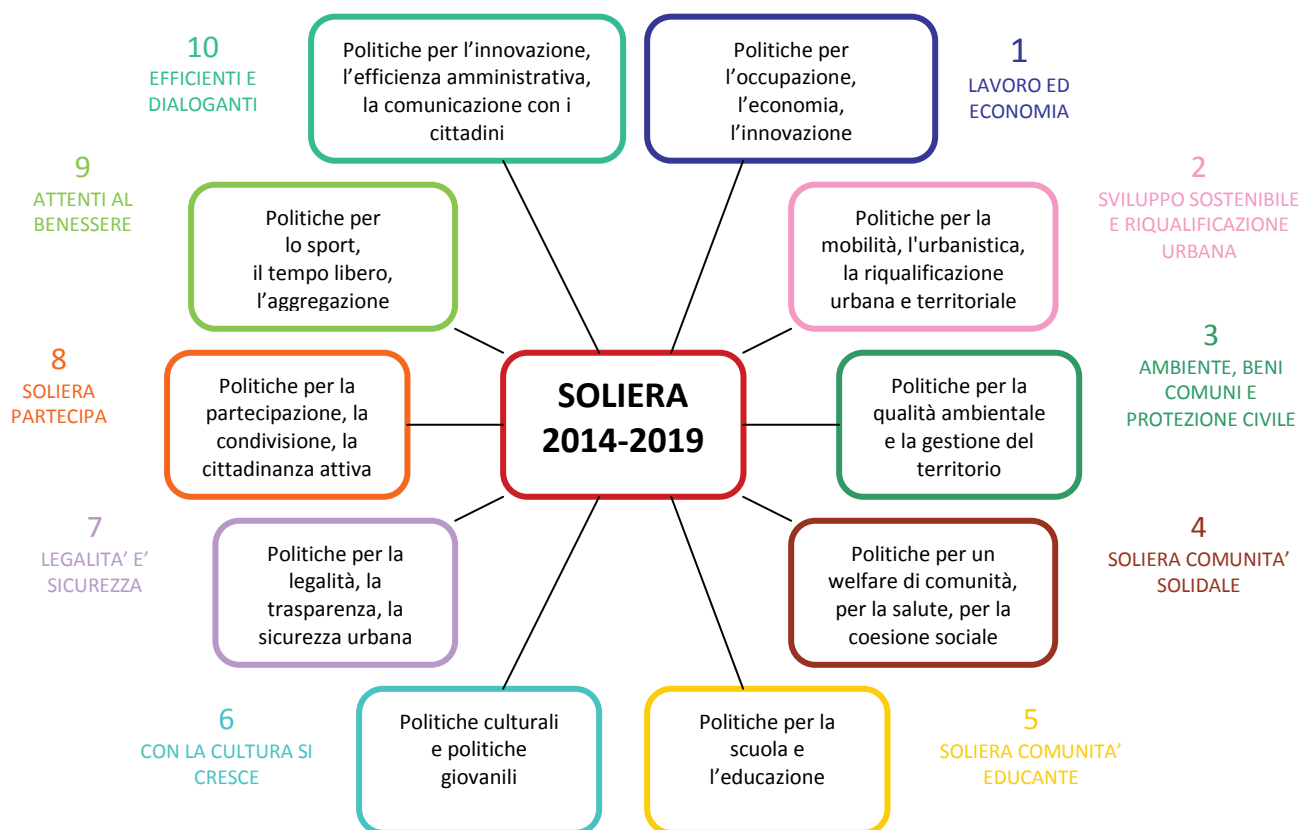 10
EFFICIENTI E
DIALOGANTI
Politiche per l’innovazione,
l’efficienza amministrativa,
la comunicazione con i
cittadini
Politiche per
l’occupazione,
l’economia,
l’innovazione
1
LAVORO ED
ECONOMIA
9
ATTENTI AL
BENESSERE
Politiche per
lo sport,
il tempo libero,
l’aggregazione
Politiche per la
mobilità, l'urbanistica,
la riqualificazione
urbana e territoriale
2
SVILUPPO SOSTENIBILE
E RIQUALIFICAZIONE
URBANA
8
SOLIERA
PARTECIPA
Politiche per la
partecipazione, la
condivisione, la
cittadinanza attiva
SOLIERA
2014-2019
Politiche per la
qualità ambientale
e la gestione del
territorio
3
AMBIENTE, BENI
COMUNI E
PROTEZIONE CIVILE
7
LEGALITA’ E’
SICUREZZA
Politiche per la
legalità, la
trasparenza, la
sicurezza urbana
Politiche per un
welfare di comunità,
per la salute, per la
coesione sociale
4
SOLIERA COMUNITA’
SOLIDALE
6
CON LA CULTURA SI
CRESCE
Politiche culturali
e politiche
giovanili
Politiche per la
scuola e
l’educazione
5
SOLIERA COMUNITA’
EDUCANTE